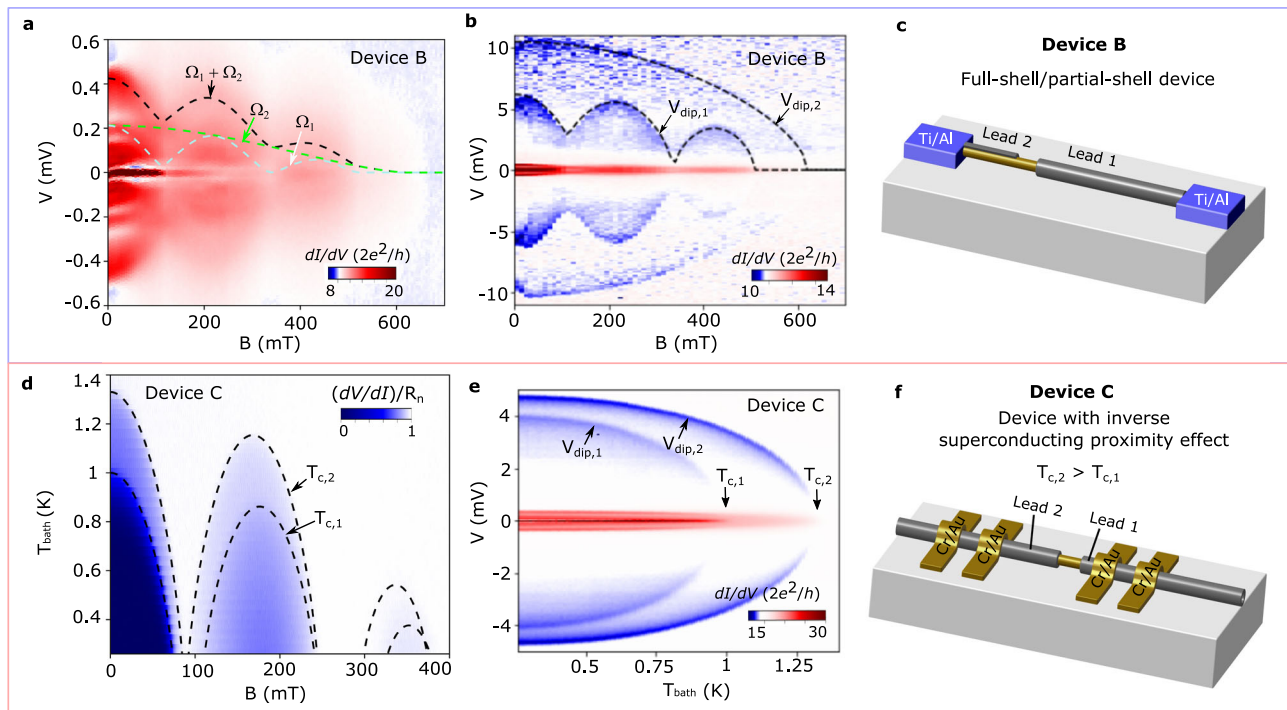 a
Device B
Ω1 + Ω2
Ω2
Ω1
V (mV)
0.6
0.4
0.2
0
-0.2
-0.4
-0.6
dI/dV (2e²/h)
8 20
0 200 400 600
B (mT)
b
Device B
Vdip,1
Vdip,2
V (mV)
10
5
0
-5
-10
dI/dV (2e²/h)
10 14
0 200 400 600
B (mT)
c
Device B
Full-shell/partial-shell device
Ti/Al
Lead 2
Lead 1
Ti/Al
d
Device C
(dV/dI)/Rn
0 1
Tbath (K)
1.4
1.2
1
0.8
0.6
0.4
Tc,2
Tc,1
0 100 200 300 400
B (mT)
e
Device C
Vdip,1
Vdip,2
Tc,1
Tc,2
V (mV)
4
2
0
-2
-4
dI/dV (2e²/h)
15 30
0.5 0.75 1 1.25
Tbath (K)
f
Device C
Device with inverse
superconducting proximity effect
Tc,2 > Tc,1
Lead 2
Lead 1
Cr/Au
Cr/Au
Cr/Au
Cr/Au